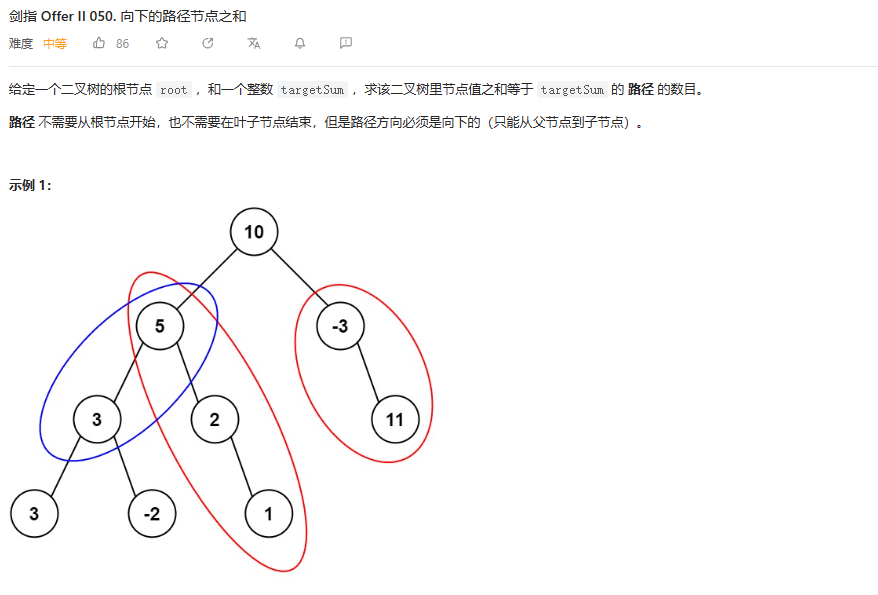 剑指 Offer II 050. 向下的路径节点之和
难度 中等 86
给定一个二叉树的根节点 root ，和一个整数 targetSum ，求该二叉树里节点值之和等于 targetSum 的 路径 的数目。
路径 不需要从根节点开始，也不需要在叶子节点结束，但是路径方向必须是向下的（只能从父节点到子节点）。
示例 1：
10
5 -3
3 2 11
3 -2 1